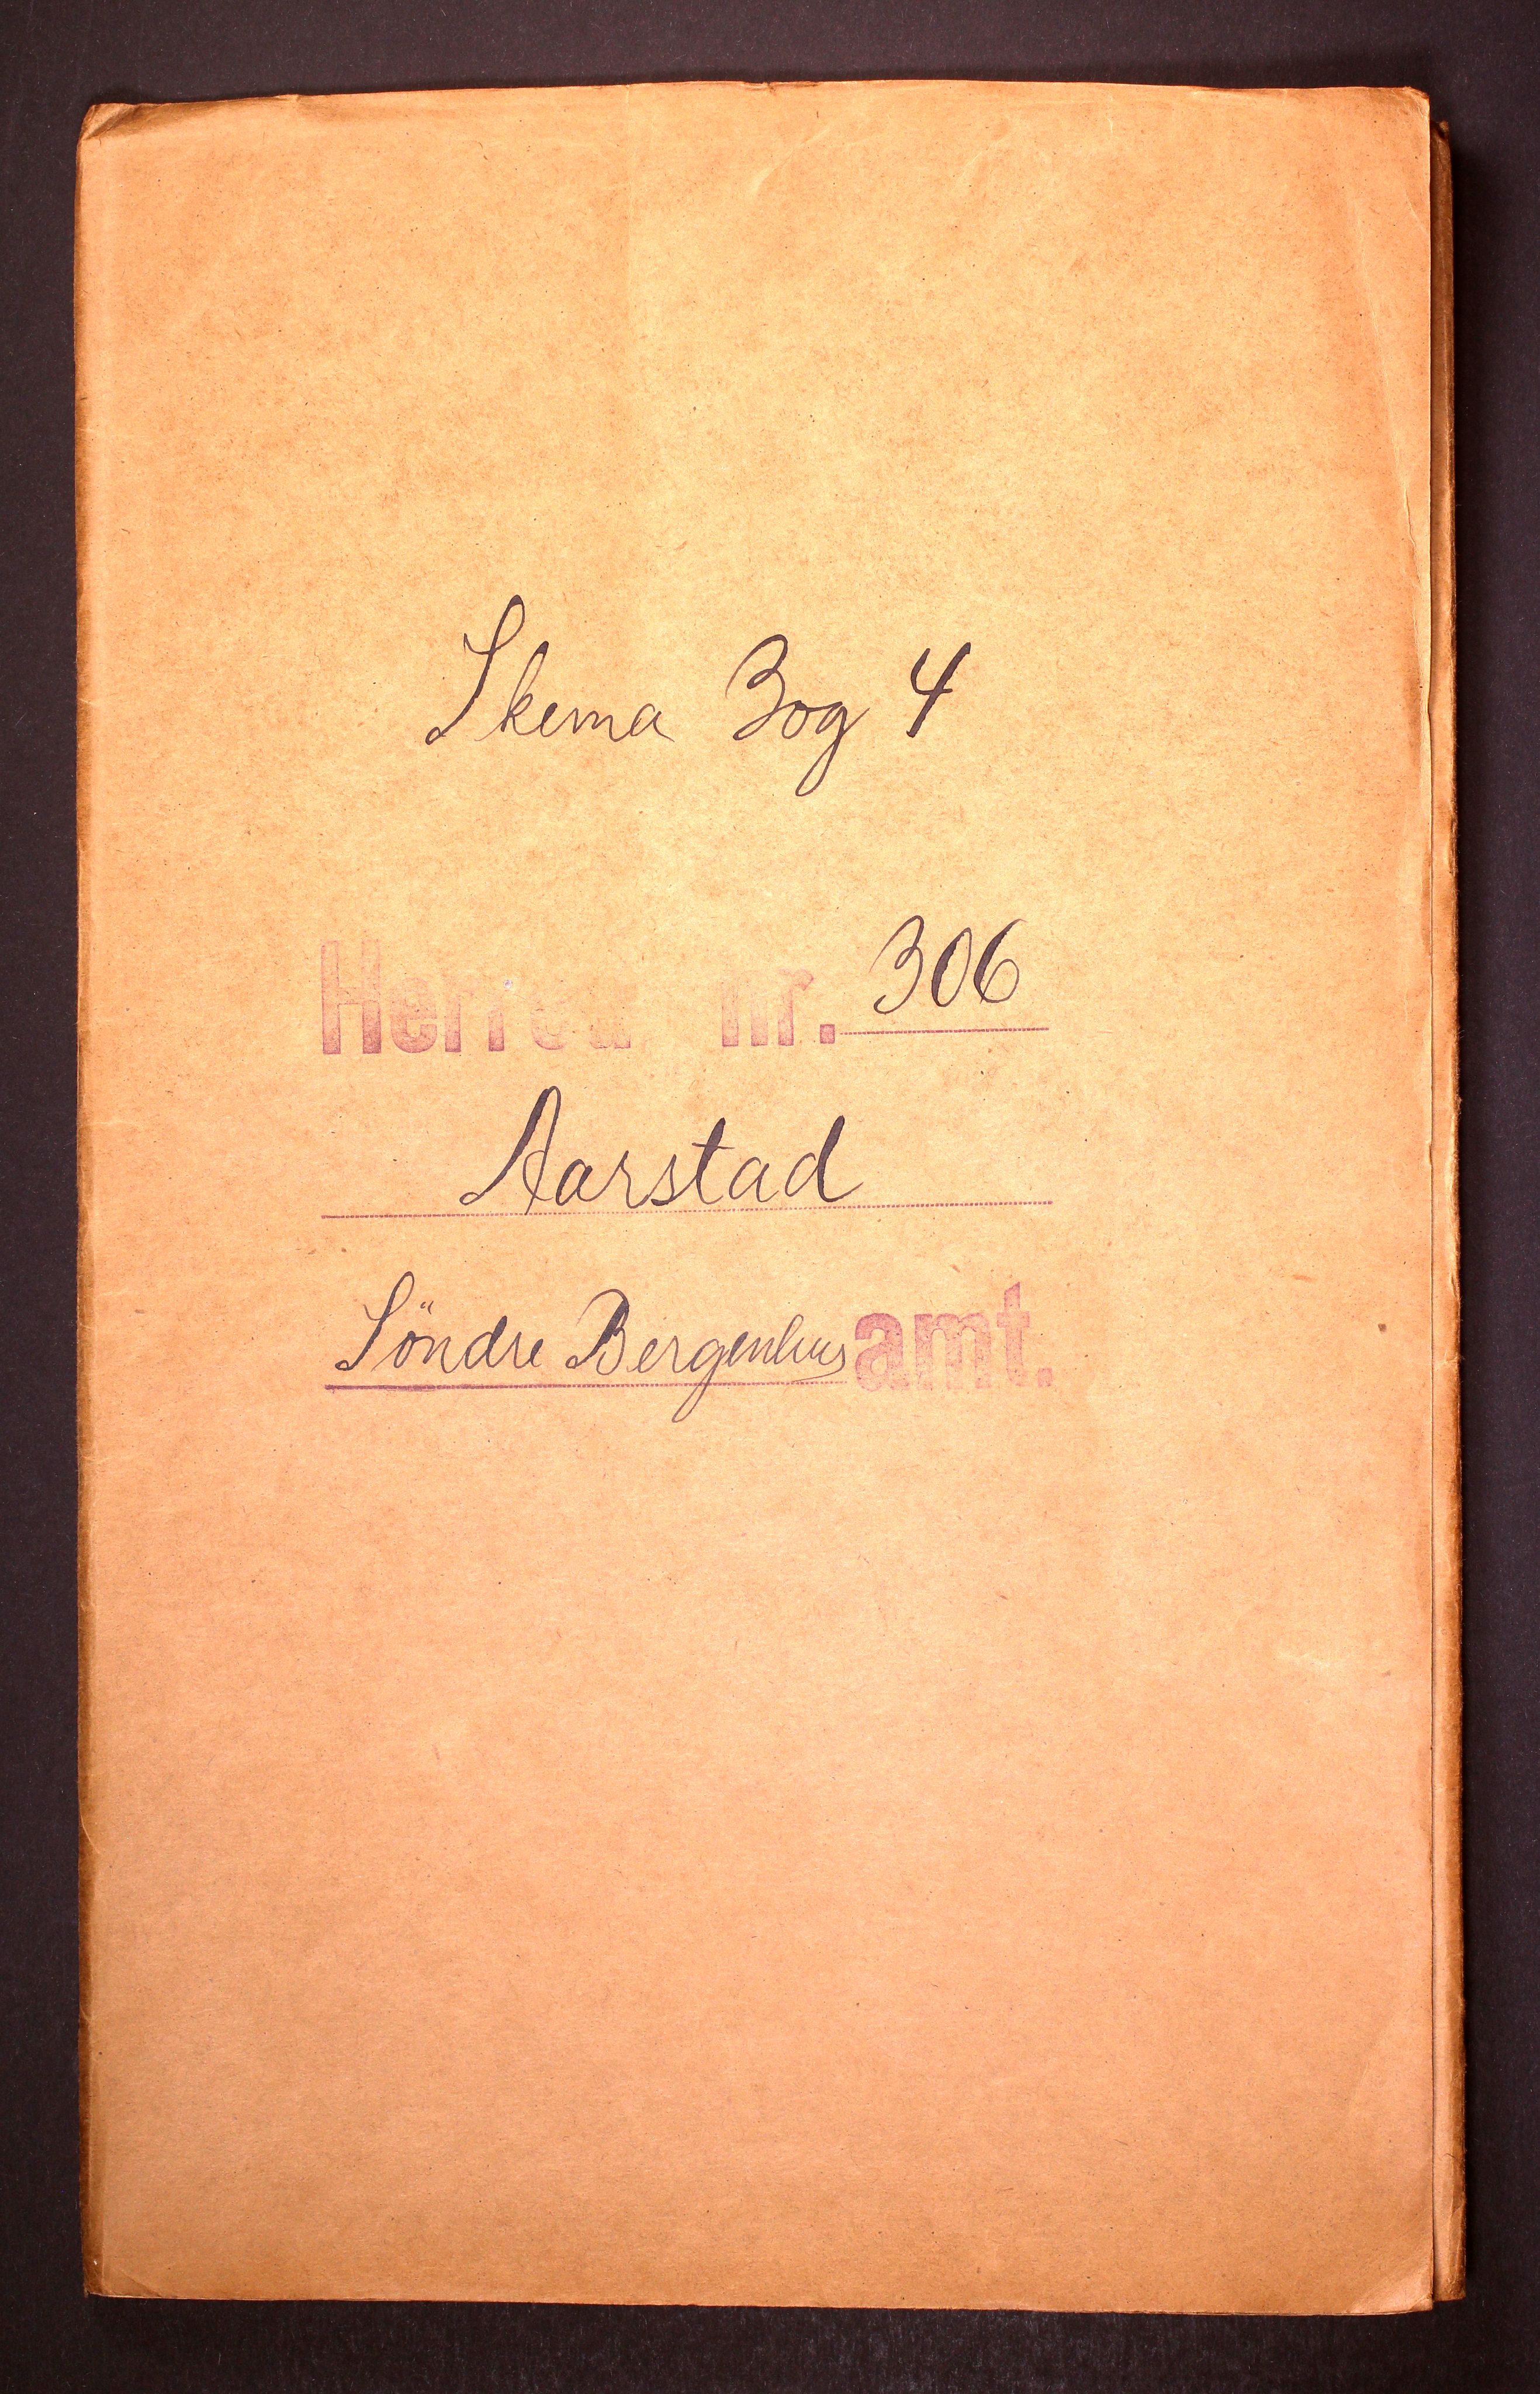 Skema Bog 4
Herred nr. 306
Aarstad
Söndre Bergenhus amt.